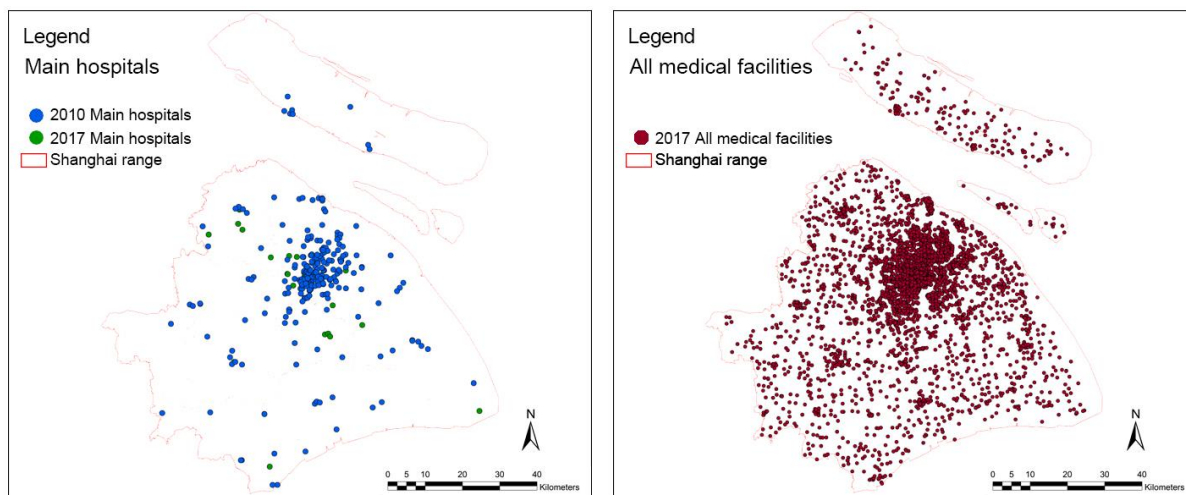 Legend
Main hospitals
2010 Main hospitals
2017 Main hospitals
Shanghai range
N
0 5 10 20 30 40
Kilometers
Legend
All medical facilities
2017 All medical facilities
Shanghai range
N
0 5 10 20 30 40
Kilometers